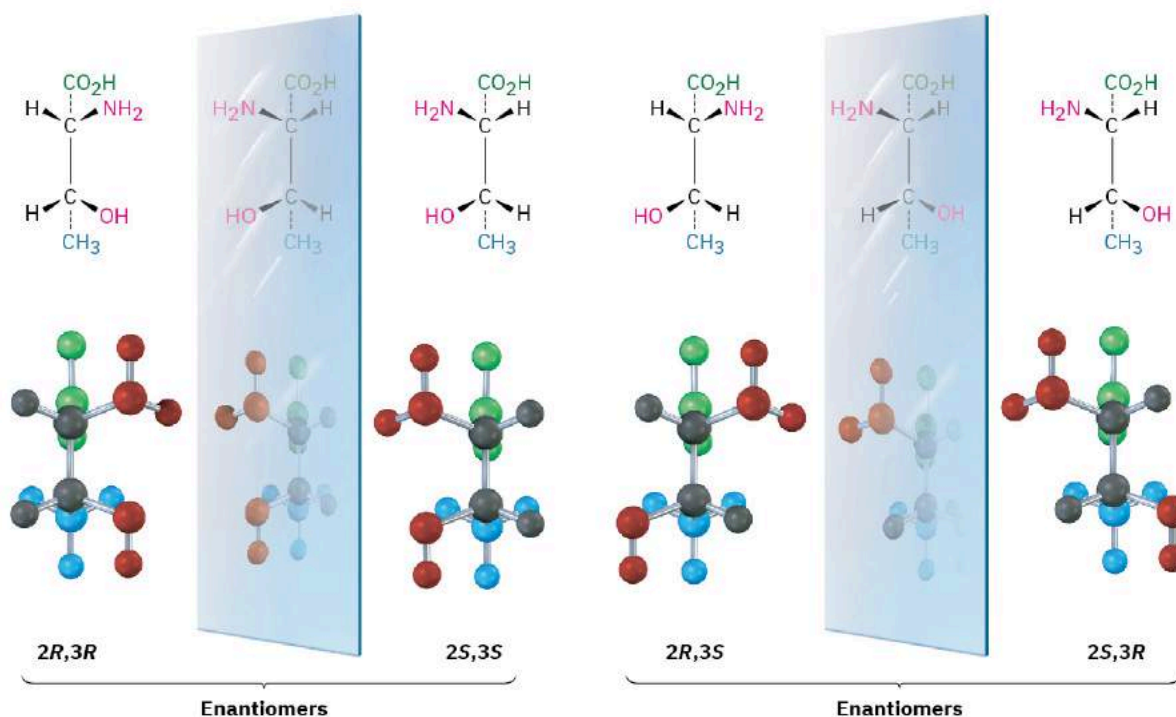 CO₂H CO₂H CO₂H CO₂H CO₂H CO₂H
H C NH₂ H₂N C H H₂N C H H C NH₂ H₂N C H H₂N C H
H C OH HO C H HO C H HO C H H C OH H C OH
CH₃ CH₃ CH₃ CH₃ CH₃ CH₃
2R,3R 2S,3S 2R,3S 2S,3R
Enantiomers Enantiomers